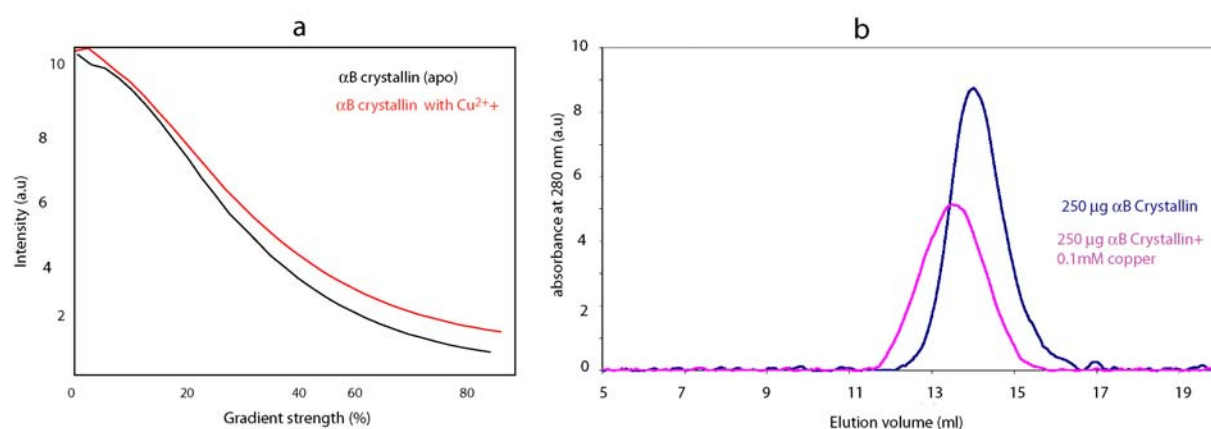 a
αB crystallin (apo)
αB crystallin with Cu²⁺+
Intensity (a.u)
10
8
6
4
2
0 20 40 60 80
Gradient strength (%)
b
absorbance at 280 nm (a.u)
10
8
6
4
2
0
250 µg αB Crystallin
250 µg αB Crystallin+
0.1mM copper
5 7 9 11 13 15 17 19
Elution volume (ml)